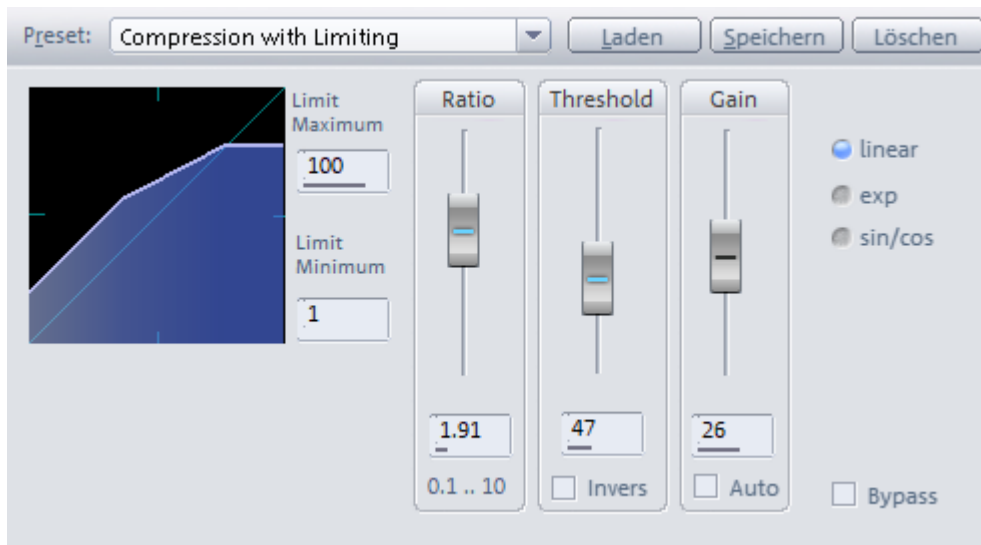 Preset: Compression with Limiting Laden Speichern Löschen
Limit Maximum
100
Limit Minimum
1
Ratio
1.91
0.1 .. 10
Threshold
47
Invers
Gain
26
Auto
linear
exp
sin/cos
Bypass